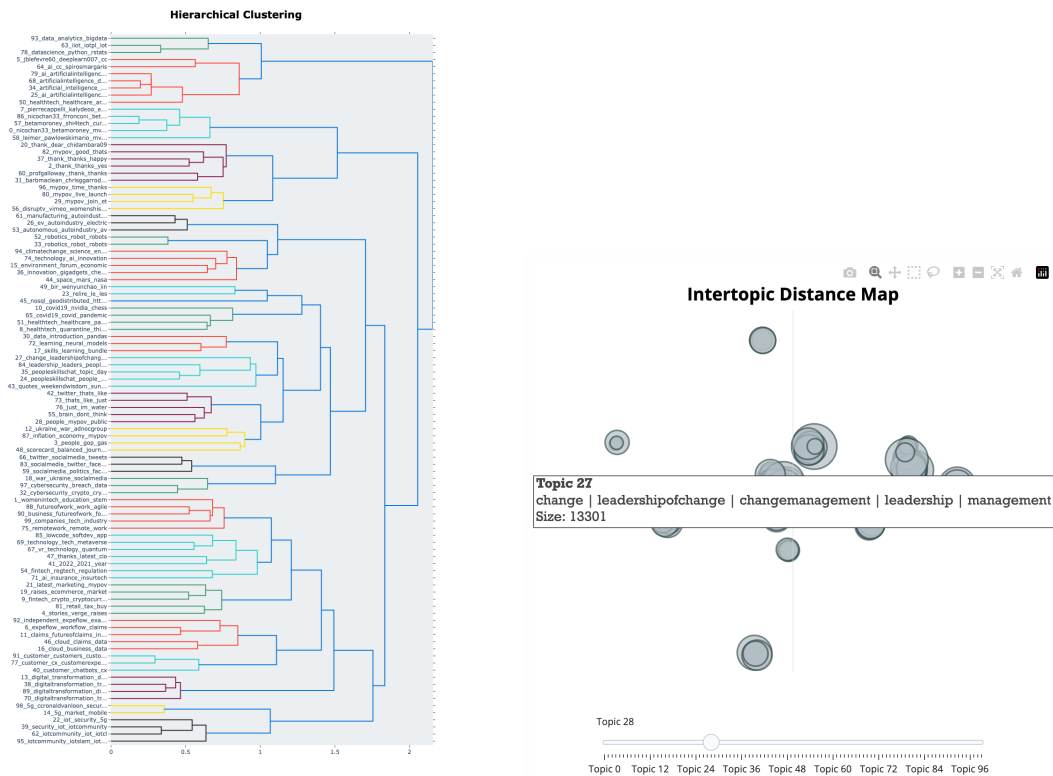 Hierarchical Clustering
93_data_analytics_bigdata
63_iiot_iotpl_iot
78_datascience_python_rstats
5_jblefevre60_deeplearn007_cc
64_ai_cc_spirosmargaris
79_ai_artificialintelligenc...
68_artificialintelligence_d...
34_artificial_intelligence_...
25_ai_artificialintelligenc...
50_healthtech_healthcare_ar...
7_pierrecappelli_kalydeoo_e...
86_nicochan33_frronconi_bet...
57_betamoroney_shi4tech_cur...
0_nicochan33_betamoroney_mv...
58_leimer_pawlowskimario_mv...
20_thank_dear_chidambara09
82_mypov_good_thats
37_thank_thanks_happy
2_thank_thanks_yes
60_profgalloway_thank_thanks
31_barbmaclean_chrisggarrod...
96_mypov_time_thanks
80_mypov_live_launch
29_mypov_join_et
56_disruptv_vimeo_womenshis...
61_manufacturing_autoindust...
26_ev_autoindustry_electric
53_autonomous_autoindustry_av
52_robotics_robot_robots
33_robotics_robot_robots
94_climatechange_science_en...
74_technology_ai_innovation
15_environment_forum_economic
36_innovation_gigadgets_che...
44_space_mars_nasa
49_bir_wenyunchao_iin
23_relire_le_les
45_nosql_geodistributed_htt...
10_covid19_nvidia_chess
65_covid19_covid_pandemic
51_healthtech_healthcare_pa...
8_healthtech_quarantine_thi...
30_data_introduction_pandas
72_learning_neural_models
17_skills_learning_bundle
27_change_leadershipofchang...
84_leadership_leaders_peopl...
35_peopleskillschat_topic_day
24_peopleskillschat_people_...
43_quotes_weekendwisdom_sun...
42_twitter_thats_like
73_thats_like_just
76_just_im_water
55_brain_dont_think
28_people_mypov_public
12_ukraine_war_adnocgroup
87_inflation_economy_mypov
3_people_gop_gas
48_scorecard_balanced_journ...
66_twitter_socialmedia_tweets
83_socialmedia_twitter_face...
59_socialmedia_politics_fac...
18_war_ukraine_socialmedia
97_cybersecurity_breach_data
32_cybersecurity_crypto_cry...
1_womenintech_education_stem
88_futureofwork_work_agile
90_business_futureofwork_fo...
99_companies_tech_industry
75_remotework_remote_work
85_lowcode_softdev_app
69_technology_tech_metaverse
67_vr_technology_quantum
47_thanks_latest_cio
41_2022_2021_year
54_fintech_regtech_regulation
71_ai_insurance_insurtech
21_latest_marketing_mypov
19_raises_ecommerce_market
9_fintech_crypto_cryptocurr...
81_retail_tax_buy
4_stories_verge_raises
92_independent_expeflow_exa...
6_expeflow_workflow_claims
11_claims_futureofclaims_in...
46_cloud_claims_data
16_cloud_business_data
91_customer_customers_custo...
77_customer_cx_customerexpe...
40_customer_chatbots_cx
13_digital_transformation_d...
38_digitaltransformation_tr...
89_digitaltransformation_di...
70_digitaltransformation_tr...
98_5g_ccronaldvanloon_secur...
14_5g_market_mobile
22_iot_security_5g
39_security_iot_iotcommunity
62_iotcommunity_iot_iotcl
95_iotcommunity_iotslam_iot...
0 0.5 1 1.5 2
Intertopic Distance Map
Topic 27
change | leadershipofchange | changemanagement | leadership | management
Size: 13301
Topic 28
Topic 0 Topic 12 Topic 24 Topic 36 Topic 48 Topic 60 Topic 72 Topic 84 Topic 96